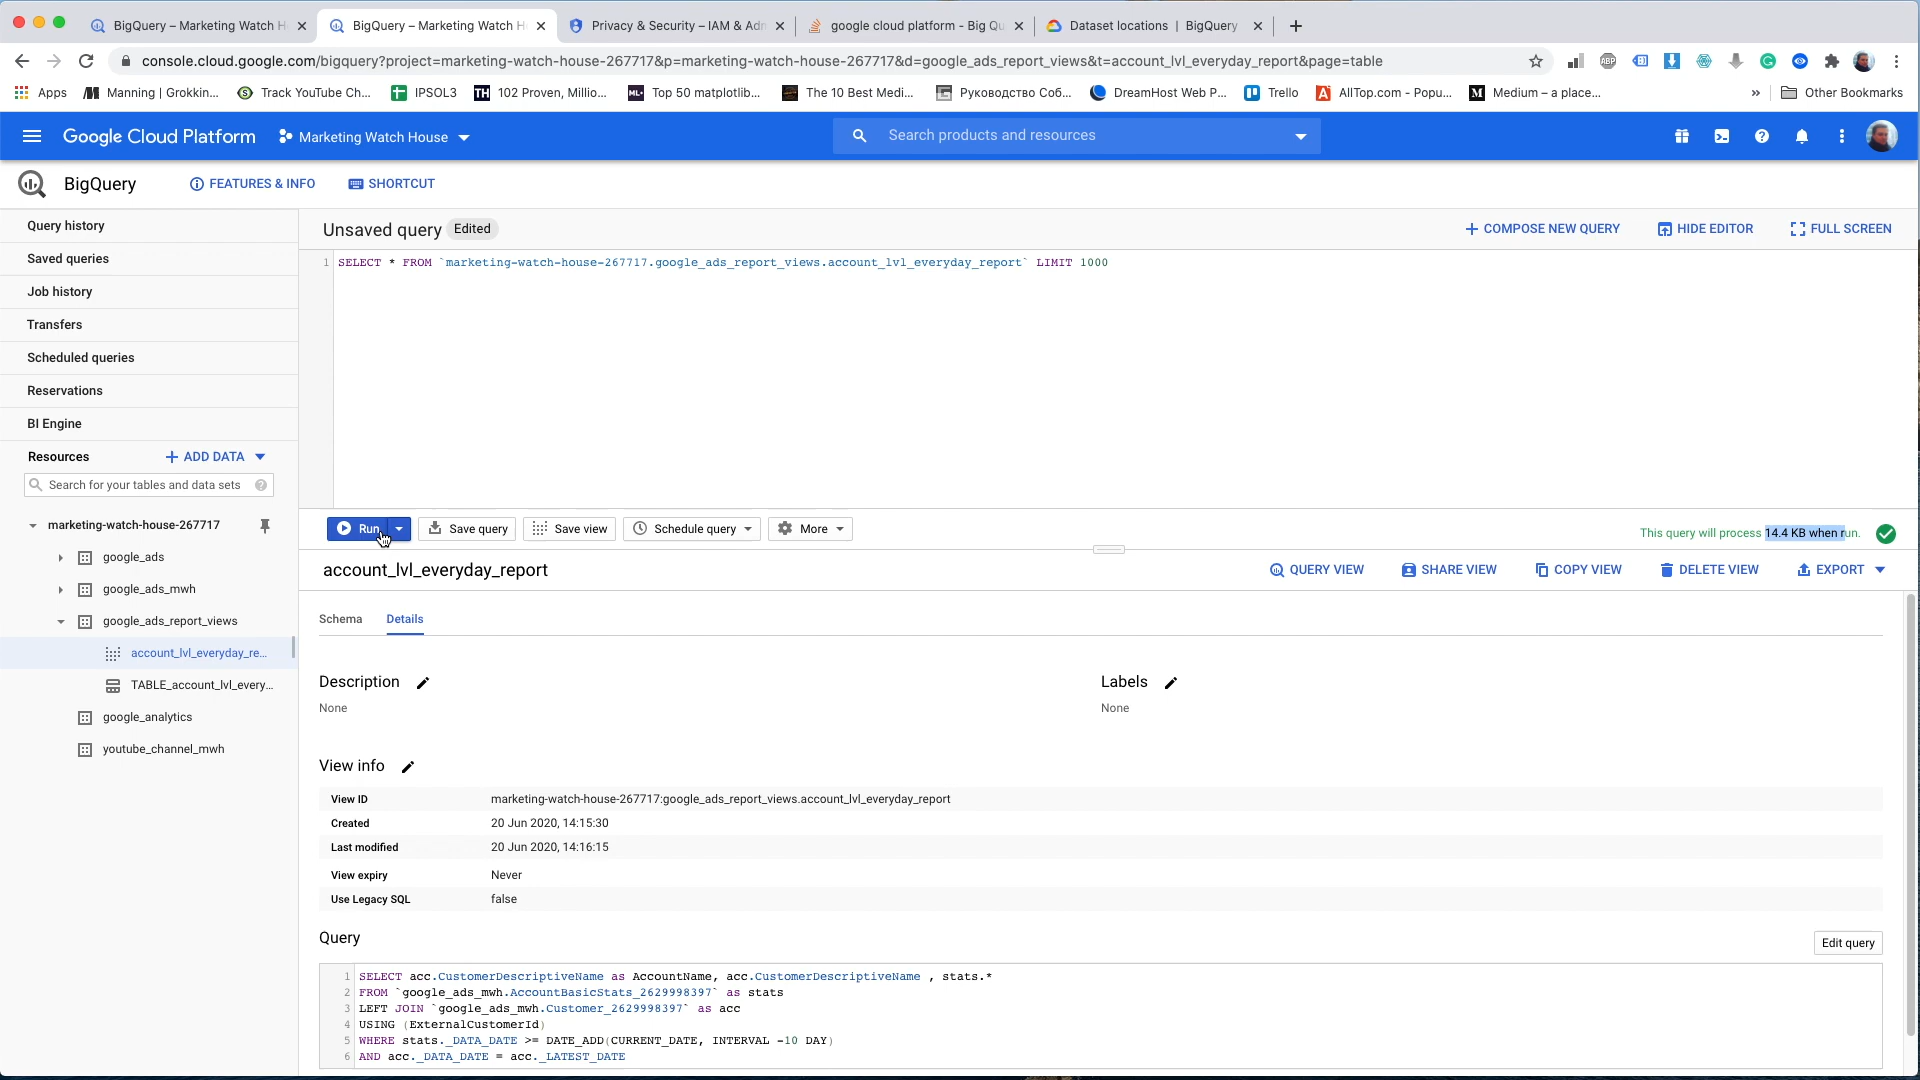 BigQuery – Marketing Watch H
BigQuery – Marketing Watch H
Privacy & Security – IAM & Adm
google cloud platform - Big Qu
Dataset locations | BigQuery
console.cloud.google.com/bigquery?project=marketing-watch-house-267717&p=marketing-watch-house-267717&d=google_ads_report_views&t=account_lvl_everyday_report&page=table
ABP
Apps
Manning | Grokkin...
Track YouTube Ch...
IPSOL3
TH 102 Proven, Millio...
ML+ Top 50 matplotlib...
The 10 Best Medi...
Руководство Соб...
DreamHost Web P...
Trello
AllTop.com - Popu...
Medium – a place...
»
Other Bookmarks
Google Cloud Platform
Marketing Watch House
Search products and resources
BigQuery
FEATURES & INFO
SHORTCUT
Query history
Saved queries
Job history
Transfers
Scheduled queries
Reservations
BI Engine
Resources
+ ADD DATA
Search for your tables and data sets
marketing-watch-house-267717
google_ads
google_ads_mwh
google_ads_report_views
account_lvl_everyday_re...
TABLE_account_lvl_every...
google_analytics
youtube_channel_mwh
Unsaved query Edited
+ COMPOSE NEW QUERY
HIDE EDITOR
FULL SCREEN
1 SELECT * FROM `marketing-watch-house-267717.google_ads_report_views.account_lvl_everyday_report` LIMIT 1000
Run
Save query
Save view
Schedule query
More
This query will process 14.4 KB when run.
account_lvl_everyday_report
QUERY VIEW
SHARE VIEW
COPY VIEW
DELETE VIEW
EXPORT
Schema
Details
Description
None
Labels
None
View info
View ID marketing-watch-house-267717:google_ads_report_views.account_lvl_everyday_report
Created 20 Jun 2020, 14:15:30
Last modified 20 Jun 2020, 14:16:15
View expiry Never
Use Legacy SQL false
Query
Edit query
1 SELECT acc.CustomerDescriptiveName as AccountName, acc.CustomerDescriptiveName , stats.*
2 FROM `google_ads_mwh.AccountBasicStats_2629998397` as stats
3 LEFT JOIN `google_ads_mwh.Customer_2629998397` as acc
4 USING (ExternalCustomerId)
5 WHERE stats._DATA_DATE >= DATE_ADD(CURRENT_DATE, INTERVAL -10 DAY)
6 AND acc._DATA_DATE = acc._LATEST_DATE